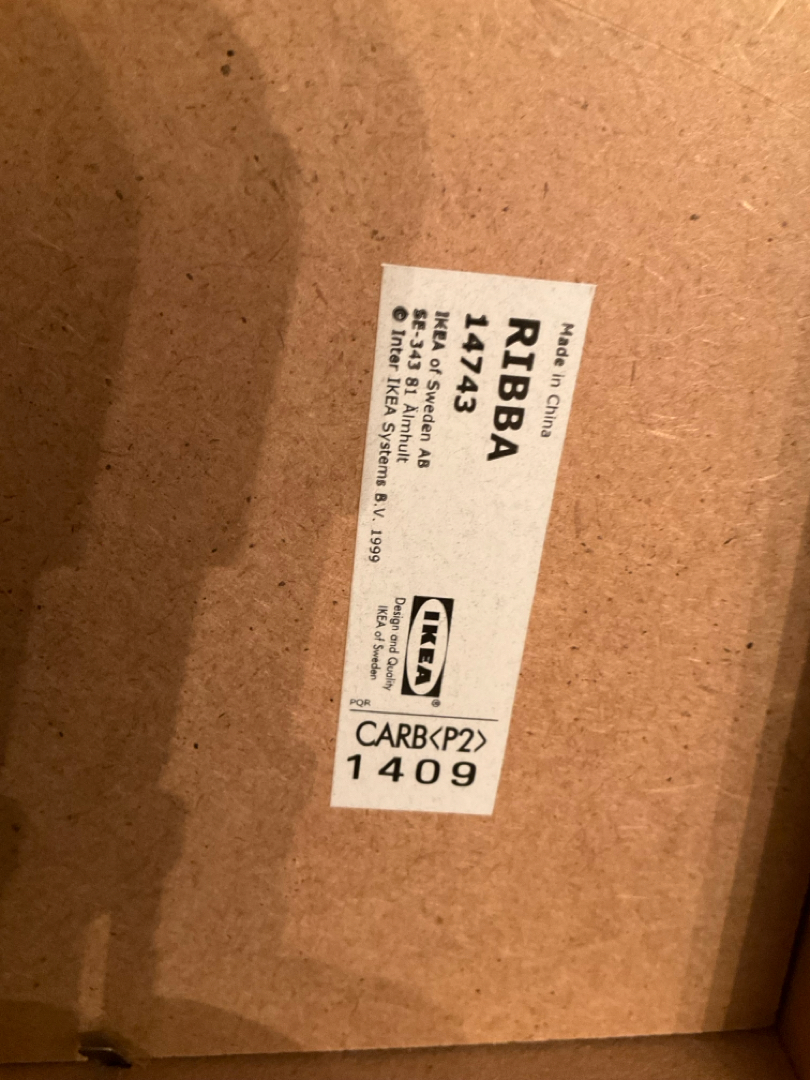 Made in China
RIBBA
14743
IKEA of Sweden AB
SE-343 81 Älmhult
© Inter IKEA Systems B.V. 1999
IKEA®
Design and Quality
IKEA of Sweden
PQR
CARB<P2>
1409